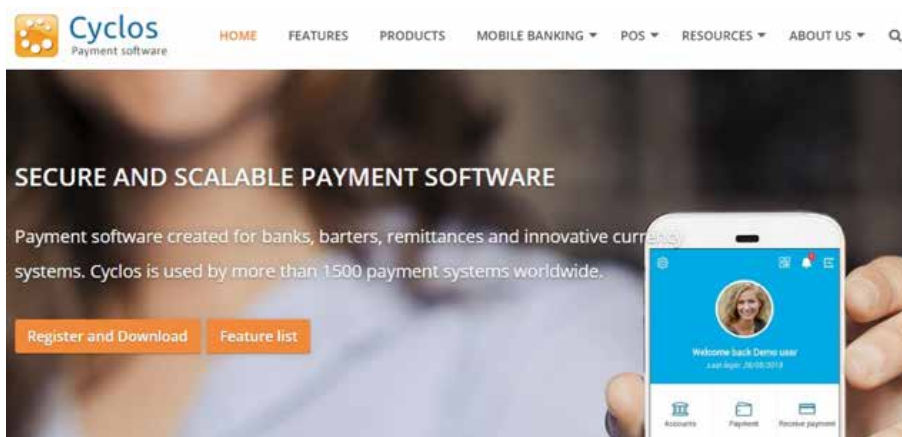 Cyclos
Payment software
HOME FEATURES PRODUCTS MOBILE BANKING POS RESOURCES ABOUT US
SECURE AND SCALABLE PAYMENT SOFTWARE
Payment software created for banks, barters, remittances and innovative currency
systems. Cyclos is used by more than 1500 payment systems worldwide.
Register and Download Feature list
Welcome back Demo user
Accounts Payment Receive payment